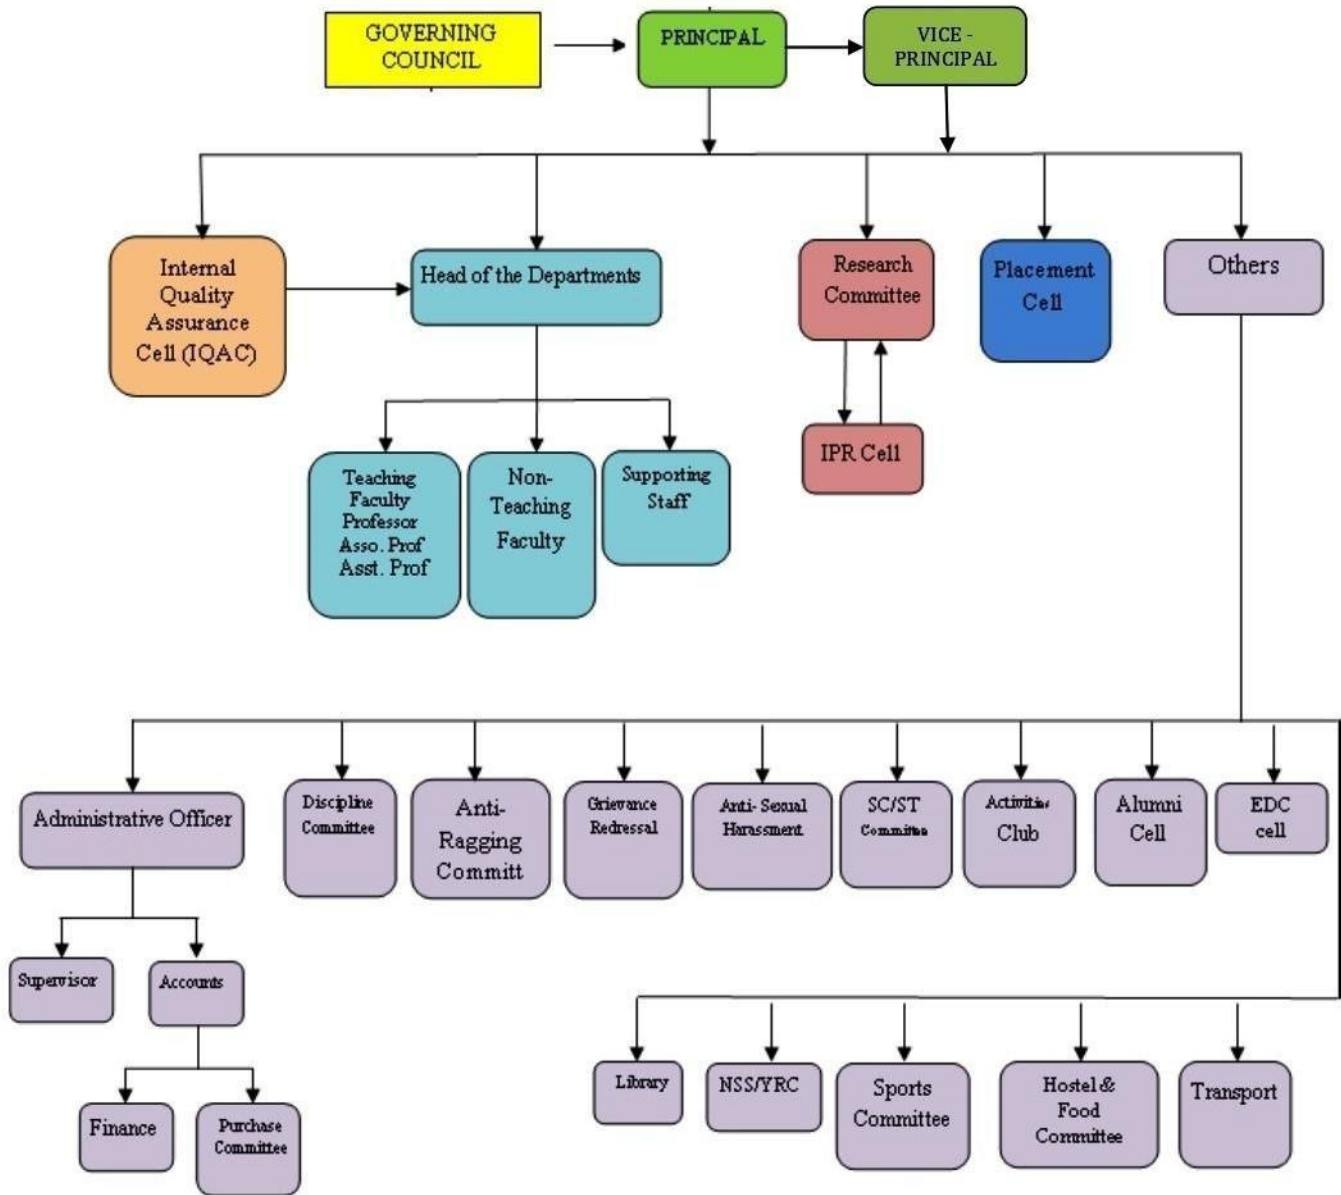 GOVERNING
COUNCIL
PRINCIPAL
VICE -
PRINCIPAL
Internal
Quality
Assurance
Cell (IQAC)
Head of the Departments
Research
Committee
Placement
Cell
Others
IPR Cell
Teaching
Faculty
Professor
Asso. Prof
Asst. Prof
Non-
Teaching
Faculty
Supporting
Staff
Administrative Officer
Discipline
Committee
Anti-
Ragging
Committ
Grievance
Redressal
Anti- Sexual
Harassment
SC/ST
Committee
Activities
Club
Alumni
Cell
EDC
cell
Supervisor
Accounts
Finance
Purchase
Committee
Library
NSS/YRC
Sports
Committee
Hostel &
Food
Committee
Transport